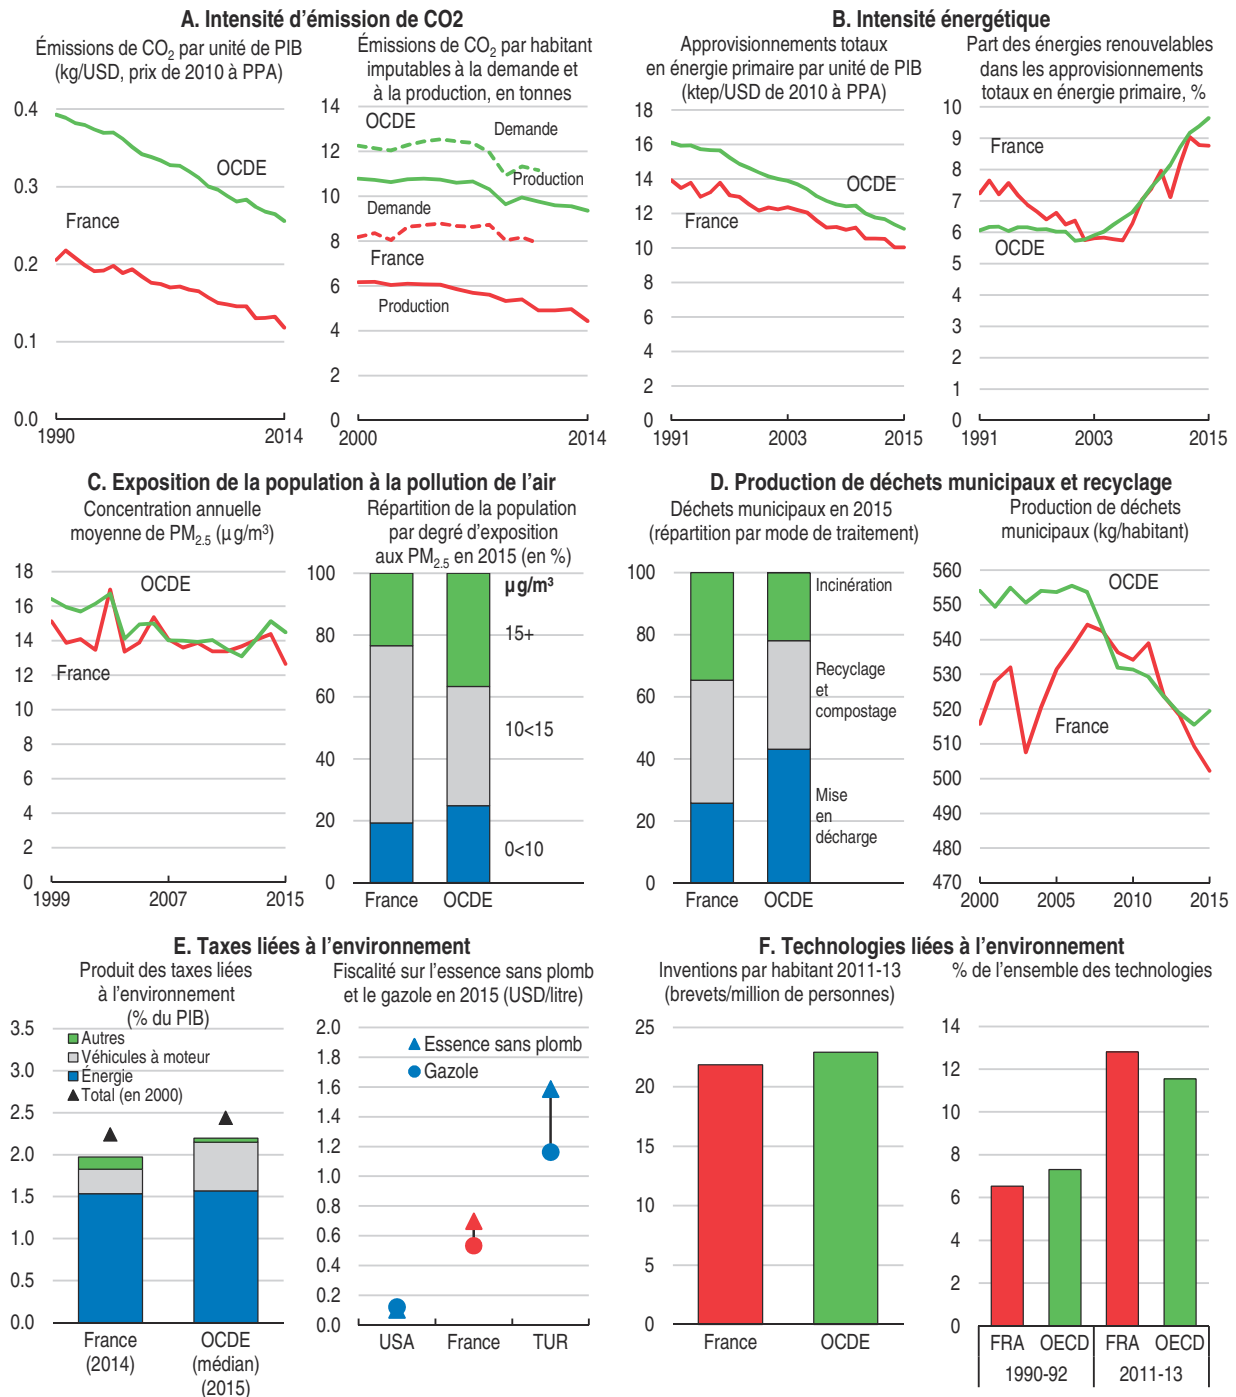 A. Intensité d'émission de CO2
Émissions de CO2 par unité de PIB
(kg/USD, prix de 2010 à PPA)
0.4
0.3
0.2
0.1
0.0
OCDE
France
1990
2014
Émissions de CO2 par habitant
imputables à la demande et
à la production, en tonnes
14
12
10
8
6
4
2
0
OCDE
Demande
Production
Demande
France
Production
2000
2014
B. Intensité énergétique
Approvisionnements totaux
en énergie primaire par unité de PIB
(ktep/USD de 2010 à PPA)
18
16
14
12
10
8
6
4
2
0
OCDE
France
1991
2003
2015
Part des énergies renouvelables
dans les approvisionnements
totaux en énergie primaire, %
10
9
8
7
6
5
4
3
2
1
0
France
OCDE
1991
2003
2015
C. Exposition de la population à la pollution de l'air
Concentration annuelle
moyenne de PM2.5 (µg/m³)
18
16
14
12
10
8
6
4
2
0
OCDE
France
1999
2007
2015
Répartition de la population
par degré d'exposition
aux PM2.5 en 2015 (en %)
100
80
60
40
20
0
µg/m³
15+
10<15
0<10
France
OCDE
D. Production de déchets municipaux et recyclage
Déchets municipaux en 2015
(répartition par mode de traitement)
100
80
60
40
20
0
Incinération
Recyclage
et
compostage
Mise
en
décharge
France
OCDE
Production de déchets
municipaux (kg/habitant)
560
550
540
530
520
510
500
490
480
470
OCDE
France
2000
2005
2010
2015
E. Taxes liées à l'environnement
Produit des taxes liées
à l'environnement
(% du PIB)
3.5
3.0
2.5
2.0
1.5
1.0
0.5
0.0
Autres
Véhicules à moteur
Énergie
Total (en 2000)
France
(2014)
OCDE
(médian)
(2015)
Fiscalité sur l'essence sans plomb
et le gazole en 2015 (USD/litre)
2.0
1.8
1.6
1.4
1.2
1.0
0.8
0.6
0.4
0.2
0.0
Essence sans plomb
Gazole
USA
France
TUR
F. Technologies liées à l'environnement
Inventions par habitant 2011-13
(brevets/million de personnes)
25
20
15
10
5
0
France
OCDE
% de l'ensemble des technologies
14
12
10
8
6
4
2
0
FRA
OECD
FRA
OECD
1990-92
2011-13